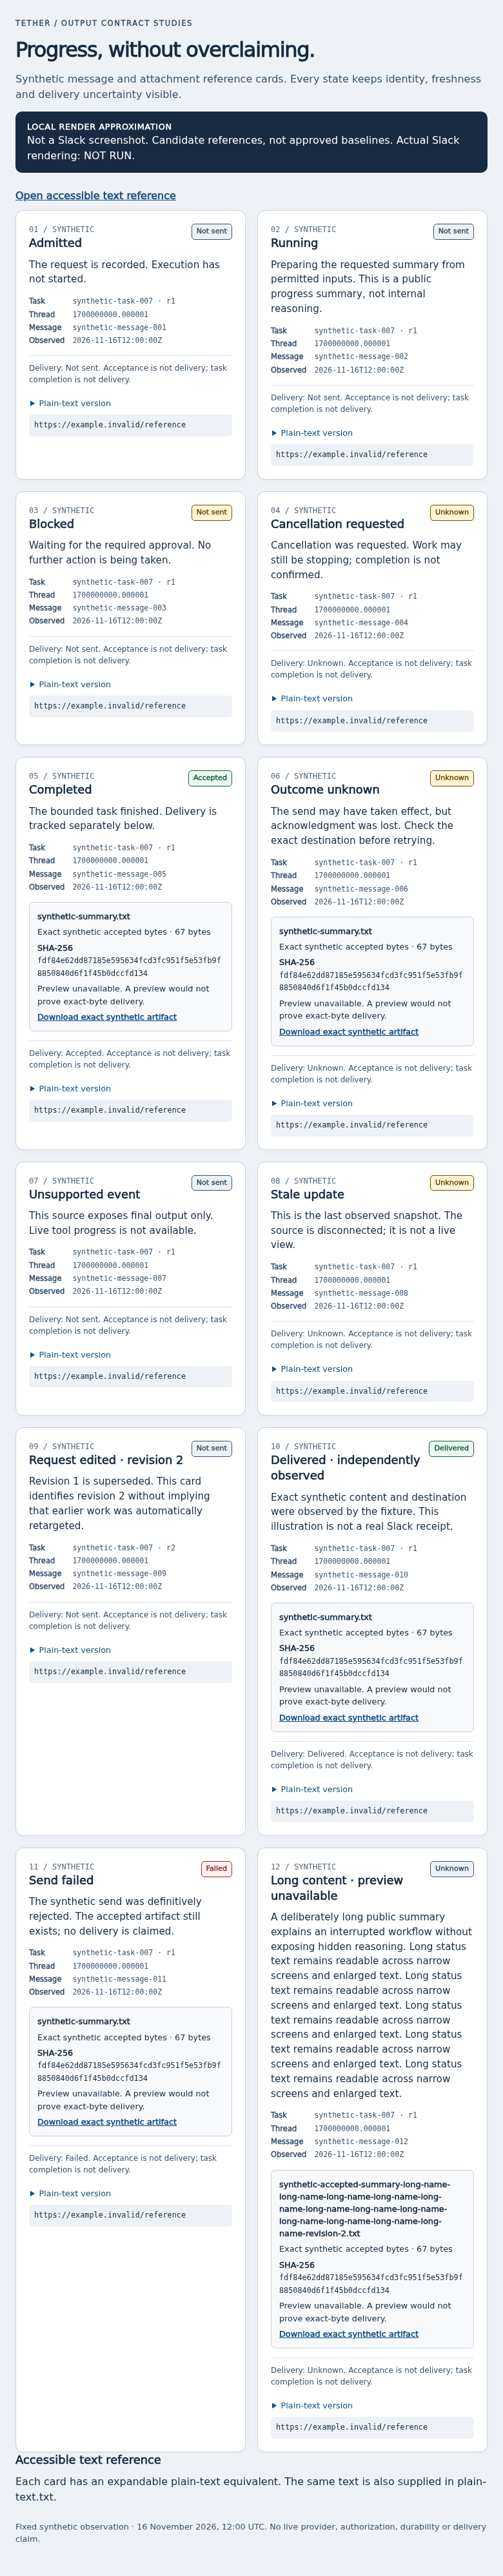 TETHER / OUTPUT CONTRACT STUDIES
Progress, without overclaiming.
Synthetic message and attachment reference cards. Every state keeps identity, freshness
and delivery uncertainty visible.
LOCAL RENDER APPROXIMATION
Not a Slack screenshot. Candidate references, not approved baselines. Actual Slack
rendering: NOT RUN.
Open accessible text reference
01 / SYNTHETIC
Not sent
Admitted
The request is recorded. Execution has
not started.
Task synthetic-task-007 · r1
Thread 1700000000.000001
Message synthetic-message-001
Observed 2026-11-16T12:00:00Z
Delivery: Not sent. Acceptance is not delivery; task
completion is not delivery.
▶ Plain-text version
https://example.invalid/reference
02 / SYNTHETIC
Not sent
Running
Preparing the requested summary from
permitted inputs. This is a public
progress summary, not internal
reasoning.
Task synthetic-task-007 · r1
Thread 1700000000.000001
Message synthetic-message-002
Observed 2026-11-16T12:00:00Z
Delivery: Not sent. Acceptance is not delivery; task
completion is not delivery.
▶ Plain-text version
https://example.invalid/reference
03 / SYNTHETIC
Not sent
Blocked
Waiting for the required approval. No
further action is being taken.
Task synthetic-task-007 · r1
Thread 1700000000.000001
Message synthetic-message-003
Observed 2026-11-16T12:00:00Z
Delivery: Not sent. Acceptance is not delivery; task
completion is not delivery.
▶ Plain-text version
https://example.invalid/reference
04 / SYNTHETIC
Unknown
Cancellation requested
Cancellation was requested. Work may
still be stopping; completion is not
confirmed.
Task synthetic-task-007 · r1
Thread 1700000000.000001
Message synthetic-message-004
Observed 2026-11-16T12:00:00Z
Delivery: Unknown. Acceptance is not delivery; task
completion is not delivery.
▶ Plain-text version
https://example.invalid/reference
05 / SYNTHETIC
Accepted
Completed
The bounded task finished. Delivery is
tracked separately below.
Task synthetic-task-007 · r1
Thread 1700000000.000001
Message synthetic-message-005
Observed 2026-11-16T12:00:00Z
synthetic-summary.txt
Exact synthetic accepted bytes · 67 bytes
SHA-256
fdf84e62dd87185e595634fcd3fc951f5e53fb9f
8850840d6f1f45b0dccfd134
Preview unavailable. A preview would not
prove exact-byte delivery.
Download exact synthetic artifact
Delivery: Accepted. Acceptance is not delivery; task
completion is not delivery.
▶ Plain-text version
https://example.invalid/reference
06 / SYNTHETIC
Unknown
Outcome unknown
The send may have taken effect, but
acknowledgment was lost. Check the
exact destination before retrying.
Task synthetic-task-007 · r1
Thread 1700000000.000001
Message synthetic-message-006
Observed 2026-11-16T12:00:00Z
synthetic-summary.txt
Exact synthetic accepted bytes · 67 bytes
SHA-256
fdf84e62dd87185e595634fcd3fc951f5e53fb9f
8850840d6f1f45b0dccfd134
Preview unavailable. A preview would not
prove exact-byte delivery.
Download exact synthetic artifact
Delivery: Unknown. Acceptance is not delivery; task
completion is not delivery.
▶ Plain-text version
https://example.invalid/reference
07 / SYNTHETIC
Not sent
Unsupported event
This source exposes final output only.
Live tool progress is not available.
Task synthetic-task-007 · r1
Thread 1700000000.000001
Message synthetic-message-007
Observed 2026-11-16T12:00:00Z
Delivery: Not sent. Acceptance is not delivery; task
completion is not delivery.
▶ Plain-text version
https://example.invalid/reference
08 / SYNTHETIC
Unknown
Stale update
This is the last observed snapshot. The
source is disconnected; it is not a live
view.
Task synthetic-task-007 · r1
Thread 1700000000.000001
Message synthetic-message-008
Observed 2026-11-16T12:00:00Z
Delivery: Unknown. Acceptance is not delivery; task
completion is not delivery.
▶ Plain-text version
https://example.invalid/reference
09 / SYNTHETIC
Not sent
Request edited · revision 2
Revision 1 is superseded. This card
identifies revision 2 without implying
that earlier work was automatically
retargeted.
Task synthetic-task-007 · r2
Thread 1700000000.000001
Message synthetic-message-009
Observed 2026-11-16T12:00:00Z
Delivery: Not sent. Acceptance is not delivery; task
completion is not delivery.
▶ Plain-text version
https://example.invalid/reference
10 / SYNTHETIC
Delivered
Delivered · independently
observed
Exact synthetic content and destination
were observed by the fixture. This
illustration is not a real Slack receipt.
Task synthetic-task-007 · r1
Thread 1700000000.000001
Message synthetic-message-010
Observed 2026-11-16T12:00:00Z
synthetic-summary.txt
Exact synthetic accepted bytes · 67 bytes
SHA-256
fdf84e62dd87185e595634fcd3fc951f5e53fb9f
8850840d6f1f45b0dccfd134
Preview unavailable. A preview would not
prove exact-byte delivery.
Download exact synthetic artifact
Delivery: Delivered. Acceptance is not delivery; task
completion is not delivery.
▶ Plain-text version
https://example.invalid/reference
11 / SYNTHETIC
Failed
Send failed
The synthetic send was definitively
rejected. The accepted artifact still
exists; no delivery is claimed.
Task synthetic-task-007 · r1
Thread 1700000000.000001
Message synthetic-message-011
Observed 2026-11-16T12:00:00Z
synthetic-summary.txt
Exact synthetic accepted bytes · 67 bytes
SHA-256
fdf84e62dd87185e595634fcd3fc951f5e53fb9f
8850840d6f1f45b0dccfd134
Preview unavailable. A preview would not
prove exact-byte delivery.
Download exact synthetic artifact
Delivery: Failed. Acceptance is not delivery; task
completion is not delivery.
▶ Plain-text version
https://example.invalid/reference
12 / SYNTHETIC
Unknown
Long content · preview
unavailable
A deliberately long public summary
explains an interrupted workflow without
exposing hidden reasoning. Long status
text remains readable across narrow
screens and enlarged text. Long status
text remains readable across narrow
screens and enlarged text. Long status
text remains readable across narrow
screens and enlarged text. Long status
text remains readable across narrow
screens and enlarged text. Long status
text remains readable across narrow
screens and enlarged text.
Task synthetic-task-007 · r1
Thread 1700000000.000001
Message synthetic-message-012
Observed 2026-11-16T12:00:00Z
synthetic-accepted-summary-long-name-
long-name-long-name-long-name-long-
name-long-name-long-name-long-name-
long-name-long-name-long-name-long-
name-revision-2.txt
Exact synthetic accepted bytes · 67 bytes
SHA-256
fdf84e62dd87185e595634fcd3fc951f5e53fb9f
8850840d6f1f45b0dccfd134
Preview unavailable. A preview would not
prove exact-byte delivery.
Download exact synthetic artifact
Delivery: Unknown. Acceptance is not delivery; task
completion is not delivery.
▶ Plain-text version
https://example.invalid/reference
Accessible text reference
Each card has an expandable plain-text equivalent. The same text is also supplied in plain-
text.txt.
Fixed synthetic observation · 16 November 2026, 12:00 UTC. No live provider, authorization, durability or delivery
claim.